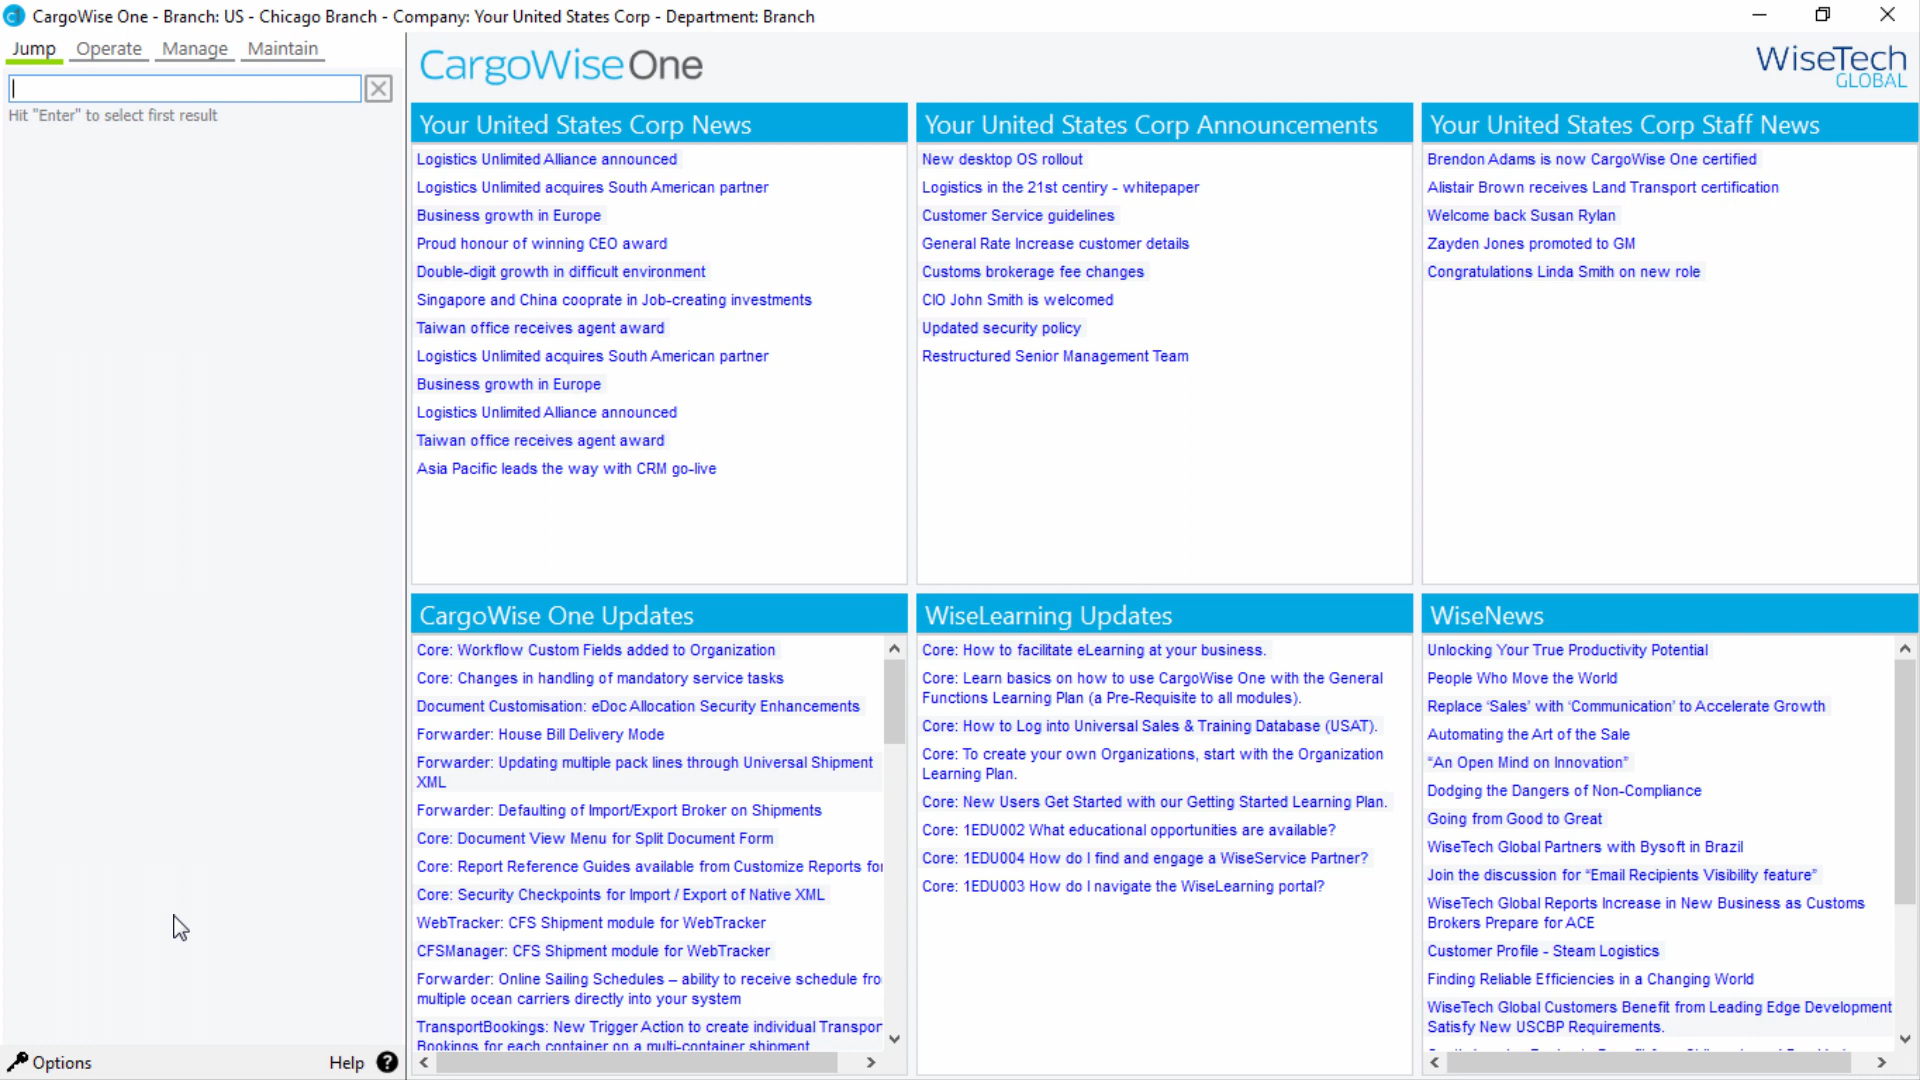 CargoWise One - Branch: US - Chicago Branch - Company: Your United States Corp - Department: Branch
Jump Operate Manage Maintain
Hit "Enter" to select first result
CargoWise One
WiseTech
GLOBAL
Your United States Corp News
Logistics Unlimited Alliance announced
Logistics Unlimited acquires South American partner
Business growth in Europe
Proud honour of winning CEO award
Double-digit growth in difficult environment
Singapore and China cooprate in Job-creating investments
Taiwan office receives agent award
Logistics Unlimited acquires South American partner
Business growth in Europe
Logistics Unlimited Alliance announced
Taiwan office receives agent award
Asia Pacific leads the way with CRM go-live
Your United States Corp Announcements
New desktop OS rollout
Logistics in the 21st centiry - whitepaper
Customer Service guidelines
General Rate Increase customer details
Customs brokerage fee changes
CIO John Smith is welcomed
Updated security policy
Restructured Senior Management Team
Your United States Corp Staff News
Brendon Adams is now CargoWise One certified
Alistair Brown receives Land Transport certification
Welcome back Susan Rylan
Zayden Jones promoted to GM
Congratulations Linda Smith on new role
CargoWise One Updates
Core: Workflow Custom Fields added to Organization
Core: Changes in handling of mandatory service tasks
Document Customisation: eDoc Allocation Security Enhancements
Forwarder: House Bill Delivery Mode
Forwarder: Updating multiple pack lines through Universal Shipment
XML
Forwarder: Defaulting of Import/Export Broker on Shipments
Core: Document View Menu for Split Document Form
Core: Report Reference Guides available from Customize Reports for
Core: Security Checkpoints for Import / Export of Native XML
WebTracker: CFS Shipment module for WebTracker
CFSManager: CFS Shipment module for WebTracker
Forwarder: Online Sailing Schedules – ability to receive schedule fro
multiple ocean carriers directly into your system
TransportBookings: New Trigger Action to create individual Transpor
Bookings for each container on a multi-container shipment
WiseLearning Updates
Core: How to facilitate eLearning at your business.
Core: Learn basics on how to use CargoWise One with the General
Functions Learning Plan (a Pre-Requisite to all modules).
Core: How to Log into Universal Sales & Training Database (USAT).
Core: To create your own Organizations, start with the Organization
Learning Plan.
Core: New Users Get Started with our Getting Started Learning Plan.
Core: 1EDU002 What educational opportunities are available?
Core: 1EDU004 How do I find and engage a WiseService Partner?
Core: 1EDU003 How do I navigate the WiseLearning portal?
WiseNews
Unlocking Your True Productivity Potential
People Who Move the World
Replace ‘Sales’ with ‘Communication’ to Accelerate Growth
Automating the Art of the Sale
“An Open Mind on Innovation”
Dodging the Dangers of Non-Compliance
Going from Good to Great
WiseTech Global Partners with Bysoft in Brazil
Join the discussion for “Email Recipients Visibility feature”
WiseTech Global Reports Increase in New Business as Customs
Brokers Prepare for ACE
Customer Profile - Steam Logistics
Finding Reliable Efficiencies in a Changing World
WiseTech Global Customers Benefit from Leading Edge Development
Satisfy New USCBP Requirements.
Options
Help